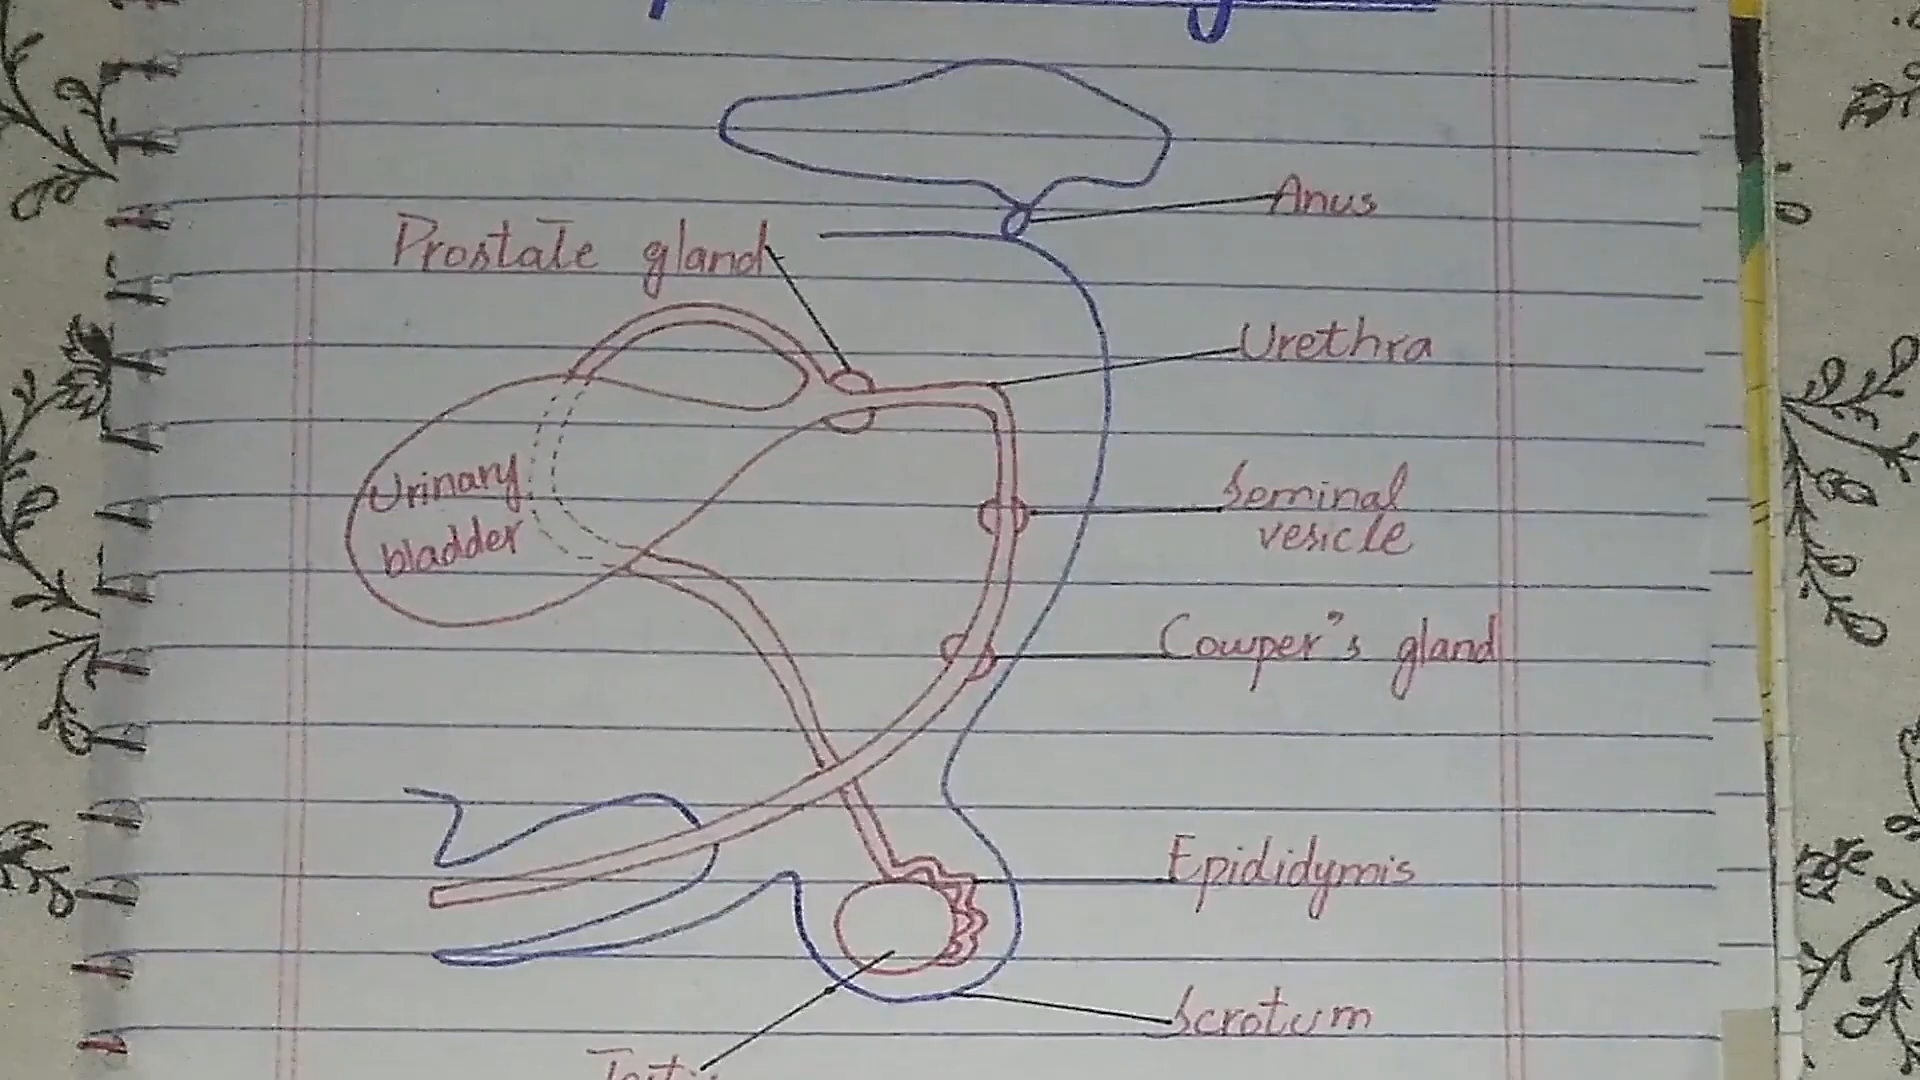 Anus
Prostate gland
Urethra
Urinary
bladder
Seminal
vesicle
Cowper's gland
Epididymis
Scrotum